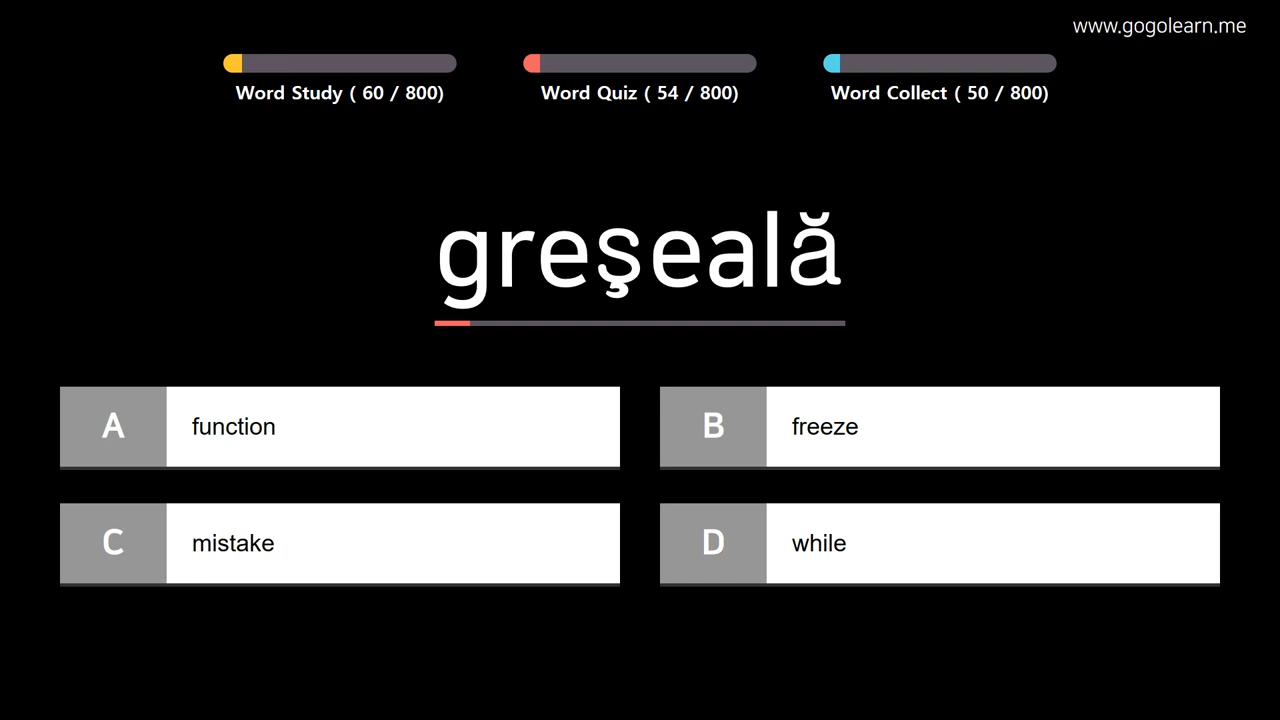 www.gogolearn.me
Word Study ( 60 / 800)
Word Quiz ( 54 / 800)
Word Collect ( 50 / 800)
greşeală
A function
B freeze
C mistake
D while